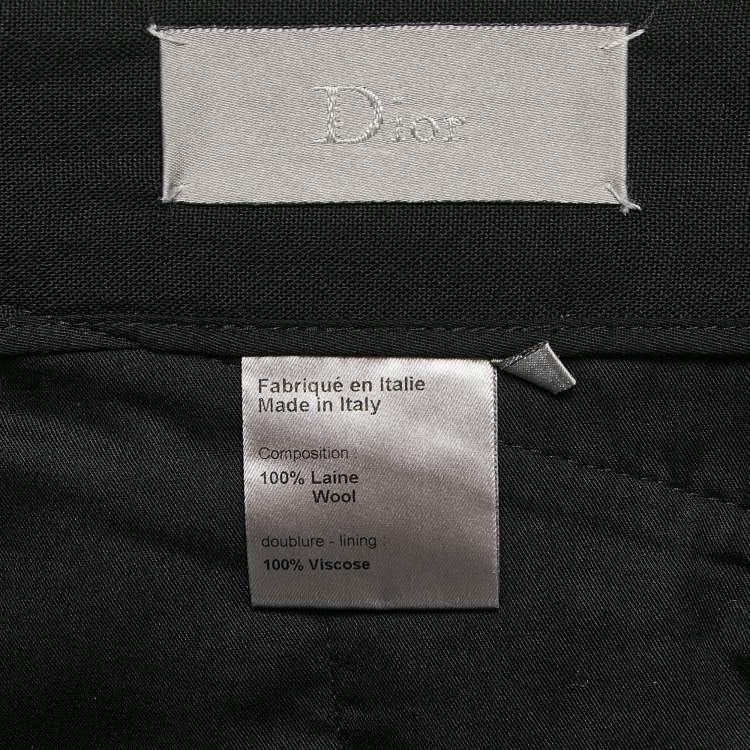 Dior
Fabriqué en Italie
Made in Italy
Composition :
100% Laine
Wool
doublure - lining :
100% Viscose